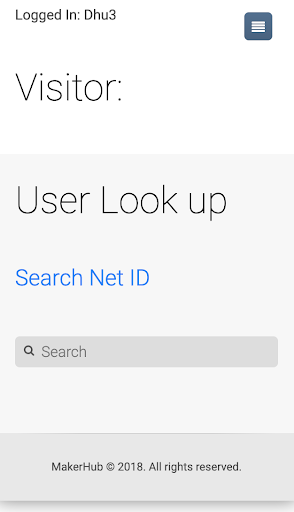 Logged In: Dhu3
Visitor:
User Look up
Search Net ID
Search
MakerHub © 2018. All rights reserved.